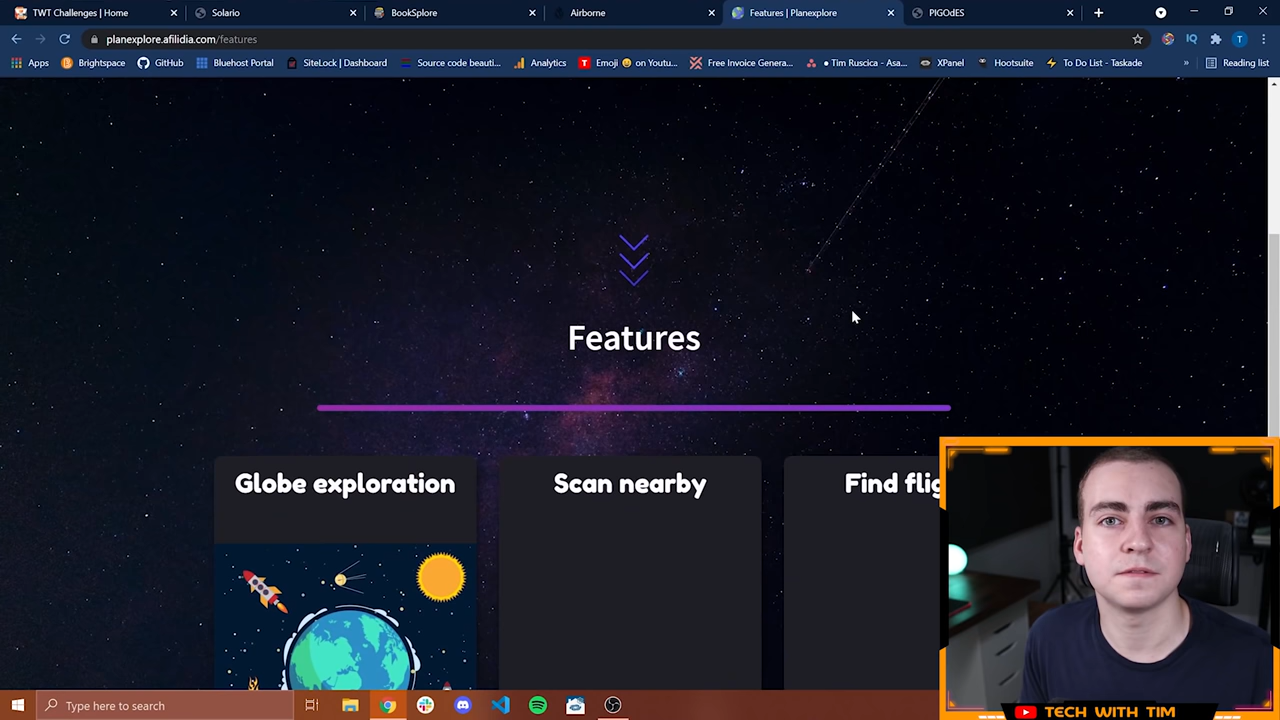 TWT Challenges | Home
Solario
BookSplore
Airborne
Features | Planexplore
PIGOdES
planexplore.afilidia.com/features
Apps
Brightspace
GitHub
Bluehost Portal
SiteLock | Dashboard
Source code beauti...
Analytics
Emoji 😀 on Youtu...
Free Invoice Genera...
• Tim Ruscica - Asa...
XPanel
Hootsuite
To Do List - Taskade
»
Reading list
Features
Globe exploration
Scan nearby
Find flig
Type here to search
TECH WITH TIM